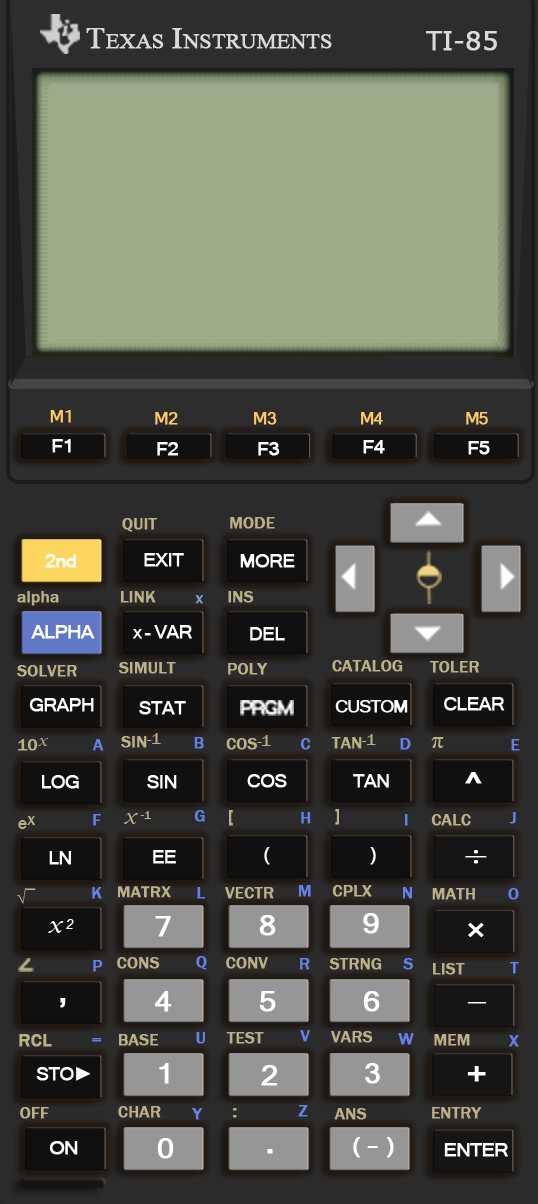 TEXAS INSTRUMENTS TI-85
M1 M2 M3 M4 M5
F1 F2 F3 F4 F5
QUIT MODE
2nd EXIT MORE
alpha LINK x INS
ALPHA x-VAR DEL
SOLVER SIMULT POLY CATALOG TOLER
GRAPH STAT PRGM CUSTOM CLEAR
10ˣ A SIN⁻¹ B COS⁻¹ C TAN⁻¹ D π E
LOG SIN COS TAN ^
eˣ F x⁻¹ G [ H ] I CALC J
LN EE ( ) ÷
√ K MATRX L VECTR M CPLX N MATH O
x² 7 8 9 ×
∠ P CONS Q CONV R STRNG S LIST T
, 4 5 6 −
RCL = BASE U TEST V VARS W MEM X
STO▶ 1 2 3 +
OFF CHAR Y : Z ANS ENTRY
ON 0 . (-) ENTER